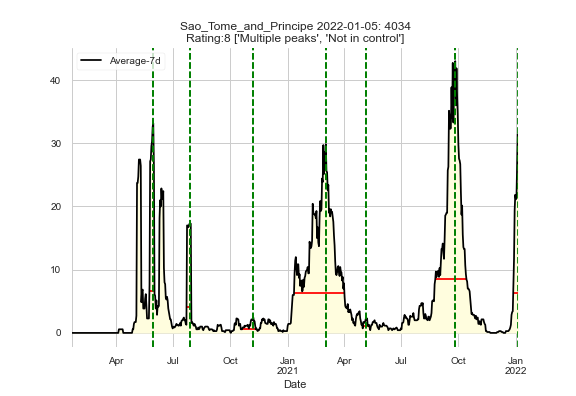 Sao_Tome_and_Principe 2022-01-05: 4034
Rating:8 ['Multiple peaks', 'Not in control']
Average-7d
40
30
20
10
0
Apr
Jul
Oct
Jan
2021
Apr
Jul
Oct
Jan
2022
Date